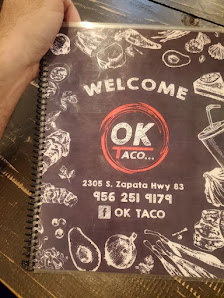 WELCOME
OK
TACO...
2305 S. Zapata Hwy 83
956 251 9179
f OK TACO